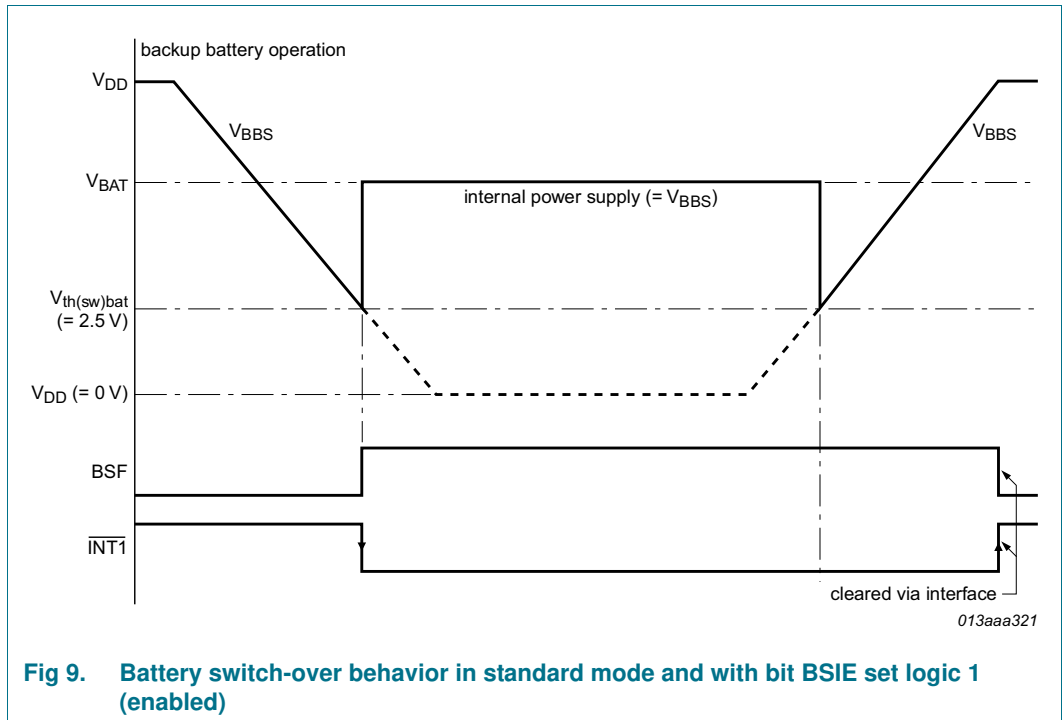 backup battery operation
VDD
VBBS
VBBS
VBAT
internal power supply (= VBBS)
Vth(sw)bat
(= 2.5 V)
VDD (= 0 V)
BSF
INT1
cleared via interface
013aaa321
Fig 9. Battery switch-over behavior in standard mode and with bit BSIE set logic 1
(enabled)